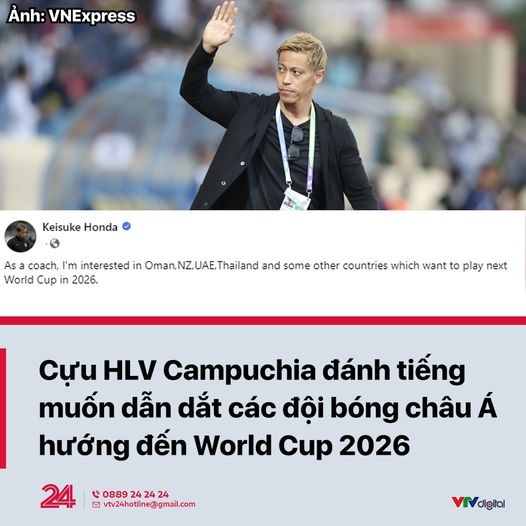 Ảnh: VNExpress
Keisuke Honda
As a coach, I'm interested in Oman,NZ,UAE,Thailand and some other countries which want to play next
World Cup in 2026.
Cựu HLV Campuchia đánh tiếng
muốn dẫn dắt các đội bóng châu Á
hướng đến World Cup 2026
24
0889 24 24 24
vtv24hotline@gmail.com
VTVdigital